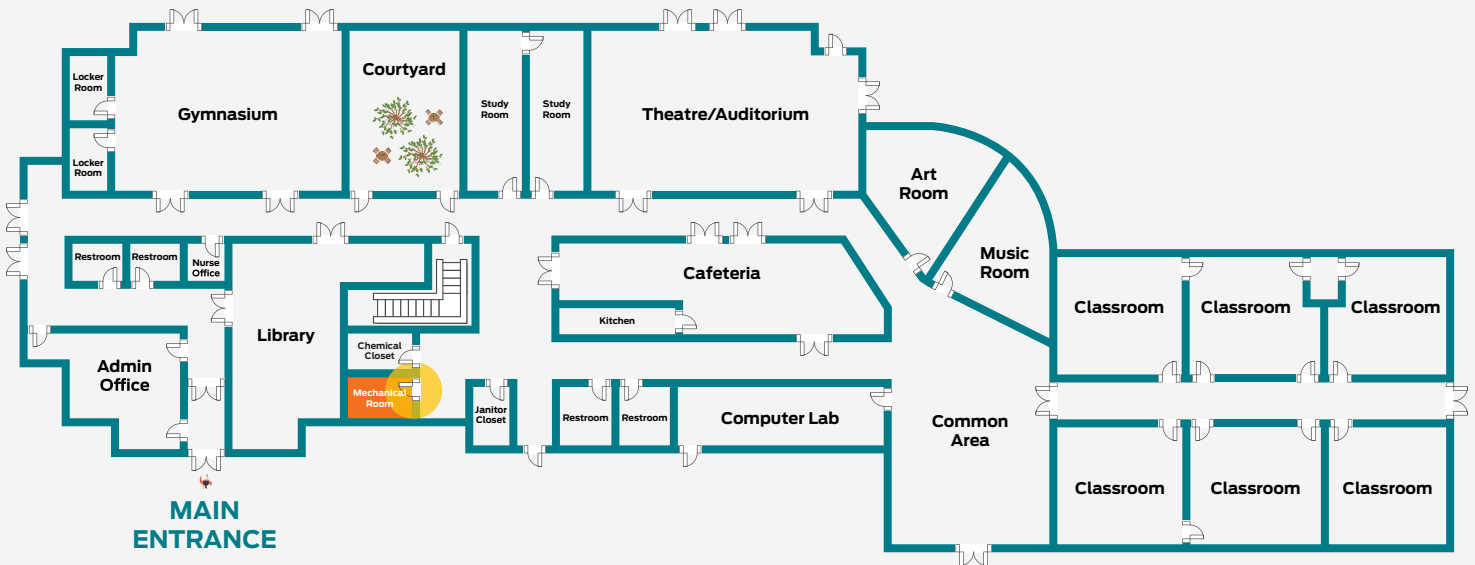 Locker
Room
Locker
Room
Gymnasium
Courtyard
Study
Room
Study
Room
Theatre/Auditorium
Art
Room
Music
Room
Restroom
Restroom
Nurse
Office
Library
Cafeteria
Kitchen
Admin
Office
Chemical
Closet
Mechanical
Room
Janitor
Closet
Restroom
Restroom
Computer Lab
Common
Area
Classroom
Classroom
Classroom
Classroom
Classroom
Classroom
MAIN
ENTRANCE